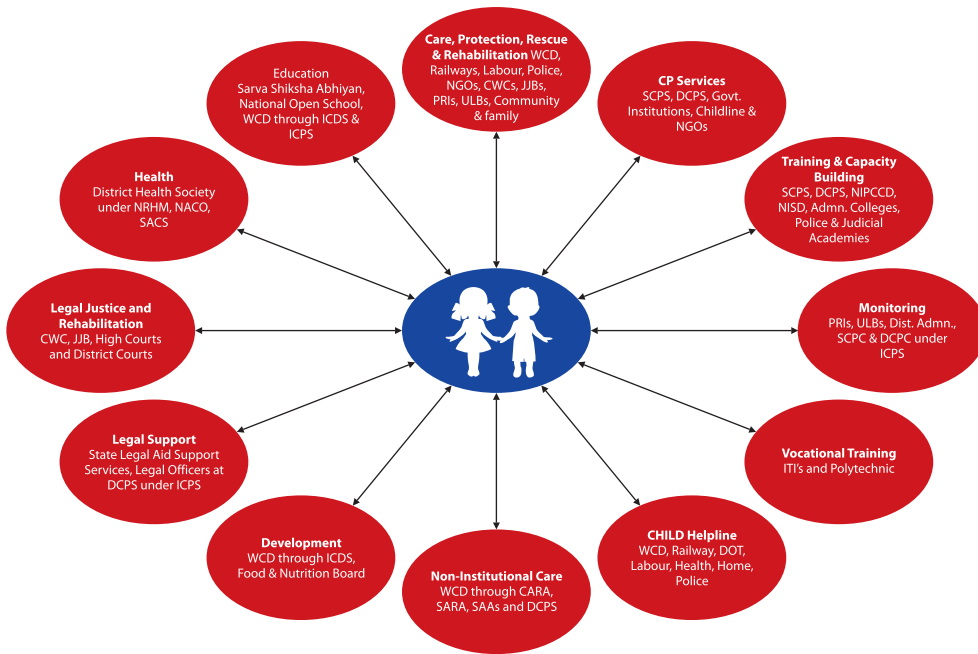 Care, Protection, Rescue
& Rehabilitation WCD,
Railways, Labour, Police,
NGOs, CWCs, JJBs,
PRIs, ULBs, Community
& family
CP Services
SCPS, DCPS, Govt.
Institutions, Childline &
NGOs
Training & Capacity
Building
SCPS, DCPS, NIPCCD,
NISD, Admn. Colleges,
Police & Judicial
Academies
Monitoring
PRIs, ULBs, Dist. Admn.,
SCPC & DCPC under
ICPS
Vocational Training
ITI's and Polytechnic
CHILD Helpline
WCD, Railway, DOT,
Labour, Health, Home,
Police
Non-Institutional Care
WCD through CARA,
SARA, SAAs and DCPS
Development
WCD through ICDS,
Food & Nutrition Board
Legal Support
State Legal Aid Support
Services, Legal Officers at
DCPS under ICPS
Legal Justice and
Rehabilitation
CWC, JJB, High Courts
and District Courts
Health
District Health Society
under NRHM, NACO,
SACS
Education
Sarva Shiksha Abhiyan,
National Open School,
WCD through ICDS &
ICPS